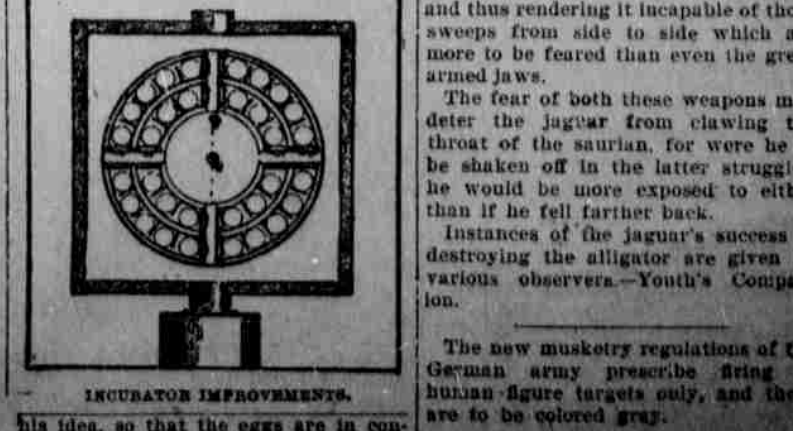 INCUBATOR IMPROVEMENTS.
his idea, so that the eggs are in con-
and thus rendering it incapable of
sweeps from side to side which
more to be feared than even the
armed jaws.
The fear of both these weapons
deter the jaguar from clawing
throat of the saurian, for were he
be shaken off in the latter
he would be more exposed to
than if he fell farther back.
Instances of the jaguar's success
destroying the alligator are given
various observers.—Youth's
ion.
The new musketry regulations of
German army prescribe firing
human figure targets only, and
are to be colored gray.